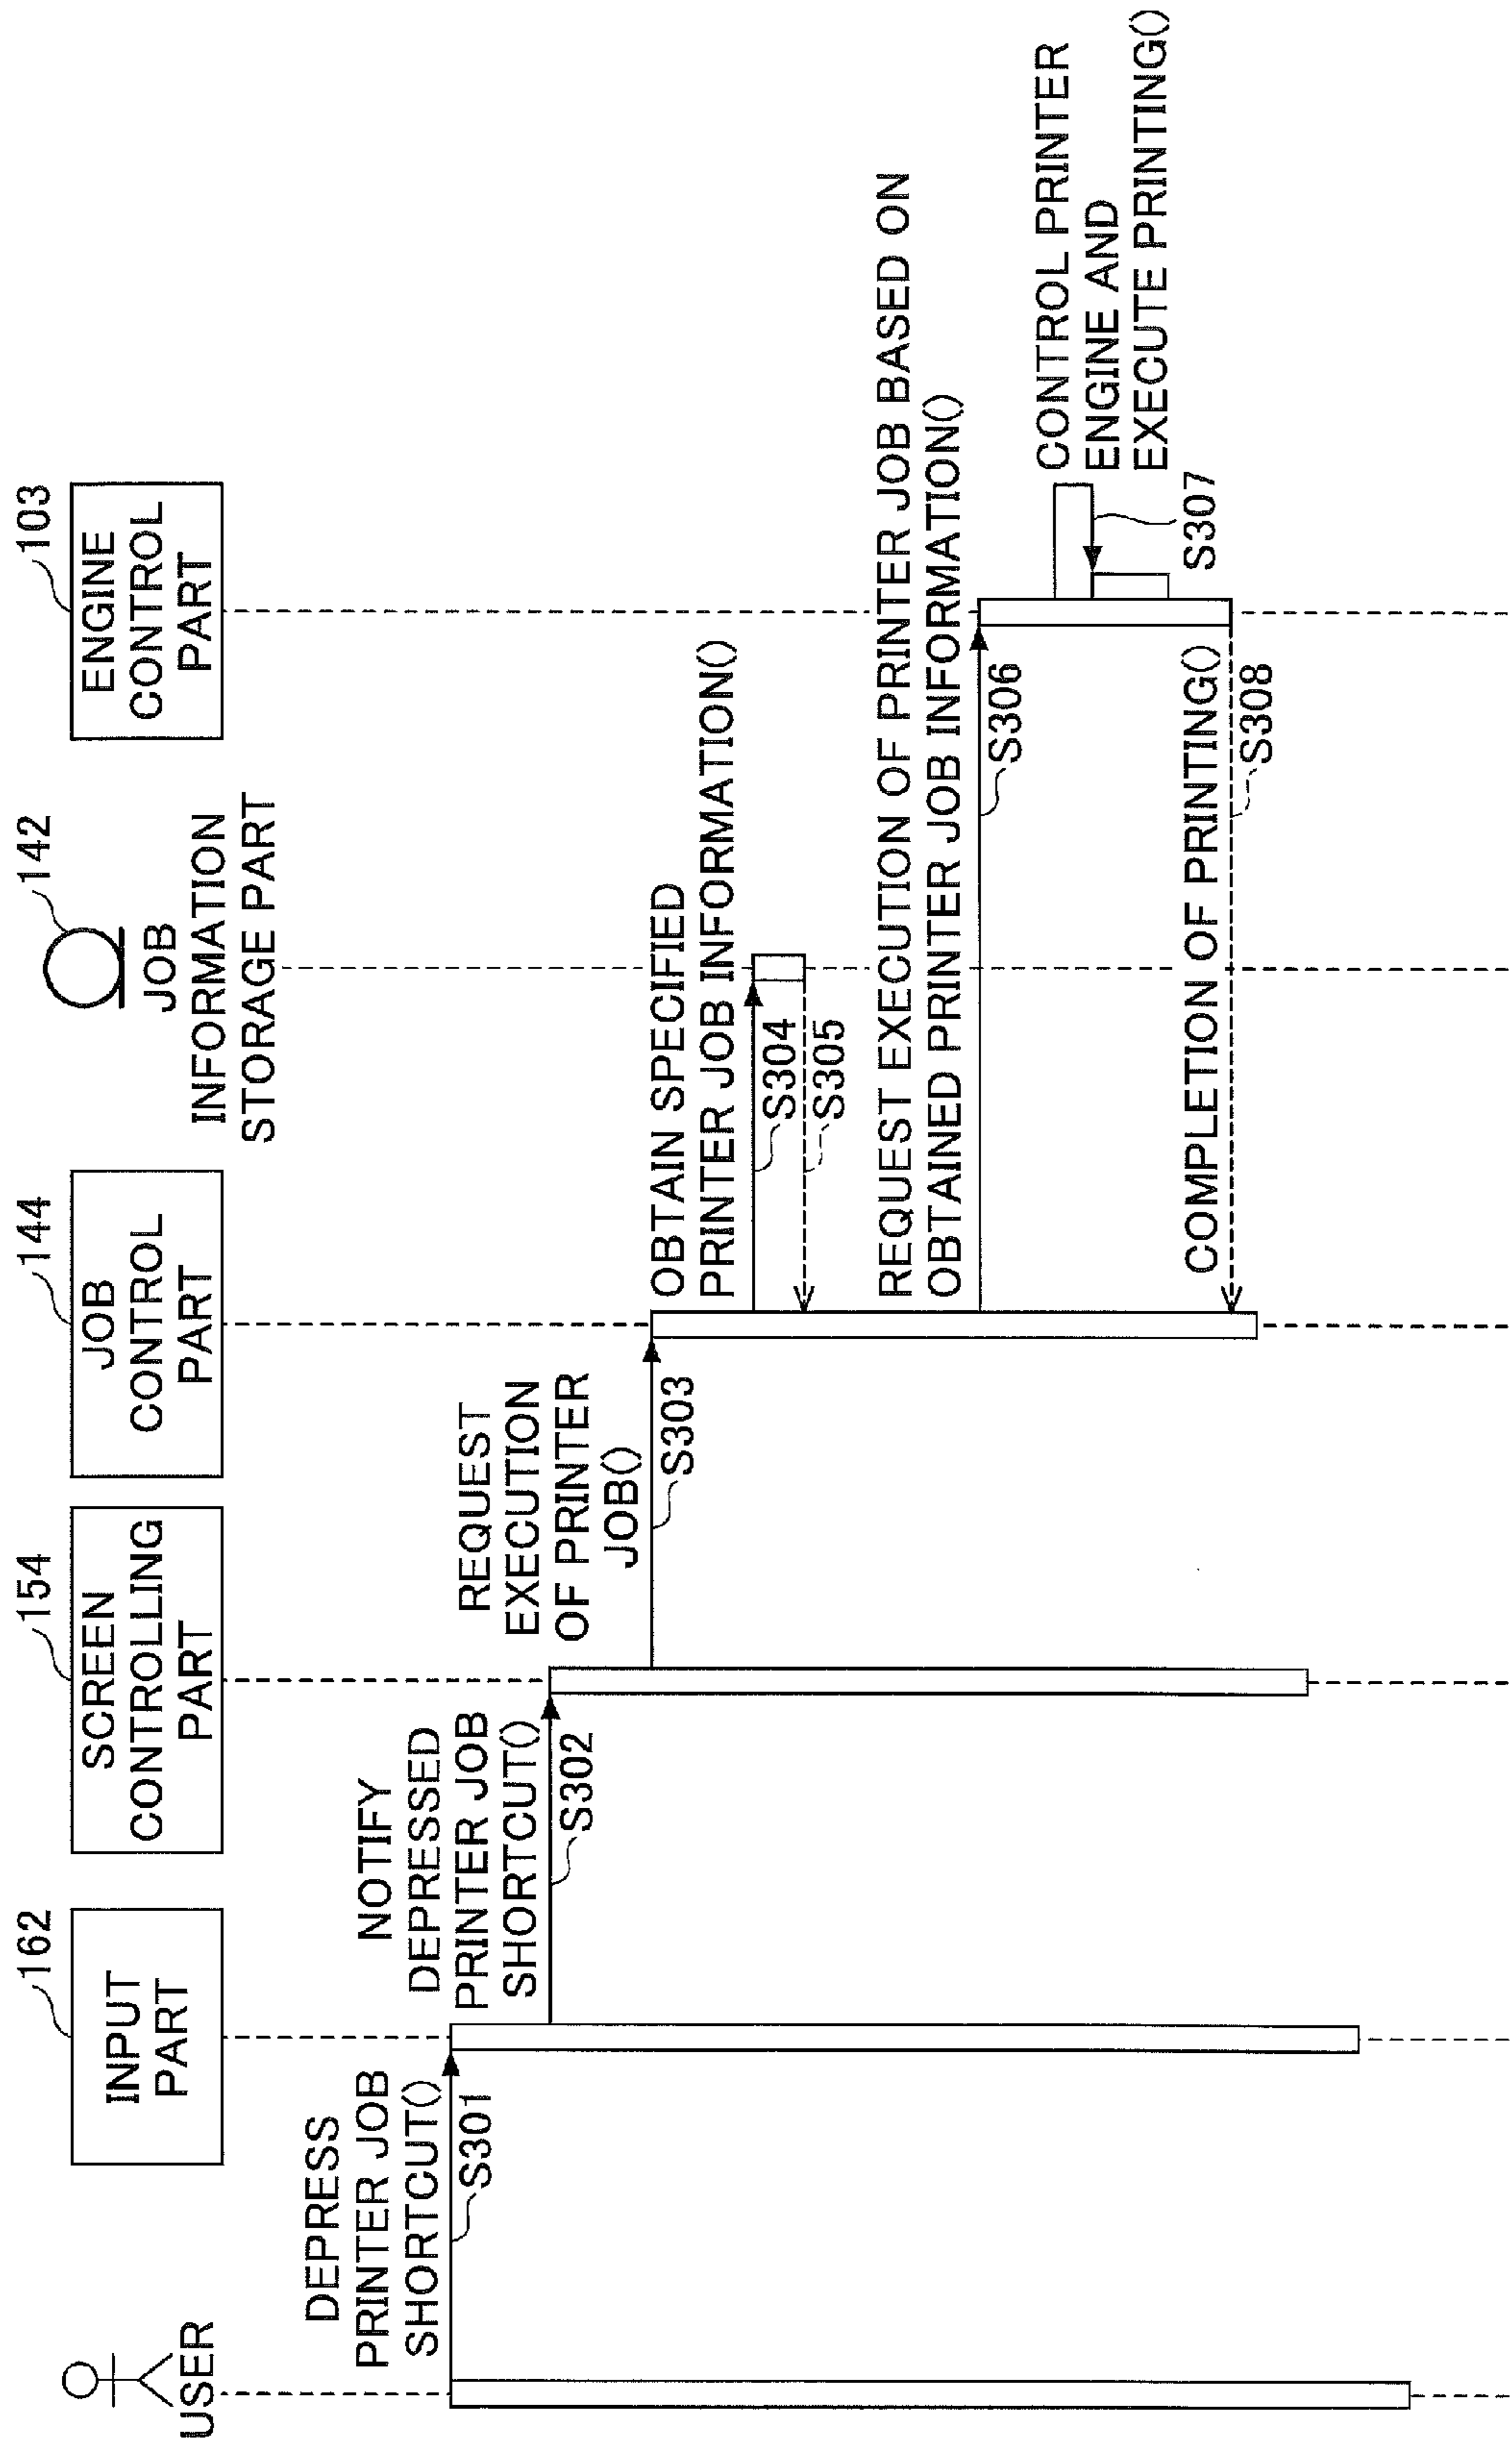 USER
162
INPUT
PART
154
SCREEN
CONTROLLING
PART
144
JOB
CONTROL
PART
142
JOB
INFORMATION
STORAGE PART
103
ENGINE
CONTROL
PART
DEPRESS
PRINTER JOB
SHORTCUT()
S301
NOTIFY
DEPRESSED
PRINTER JOB
SHORTCUT()
S302
REQUEST
EXECUTION
OF PRINTER
JOB()
S303
OBTAIN SPECIFIED
PRINTER JOB INFORMATION()
S304
S305
REQUEST EXECUTION OF PRINTER JOB BASED ON
OBTAINED PRINTER JOB INFORMATION()
S306
CONTROL PRINTER
ENGINE AND
EXECUTE PRINTING()
S307
COMPLETION OF PRINTING()
S308